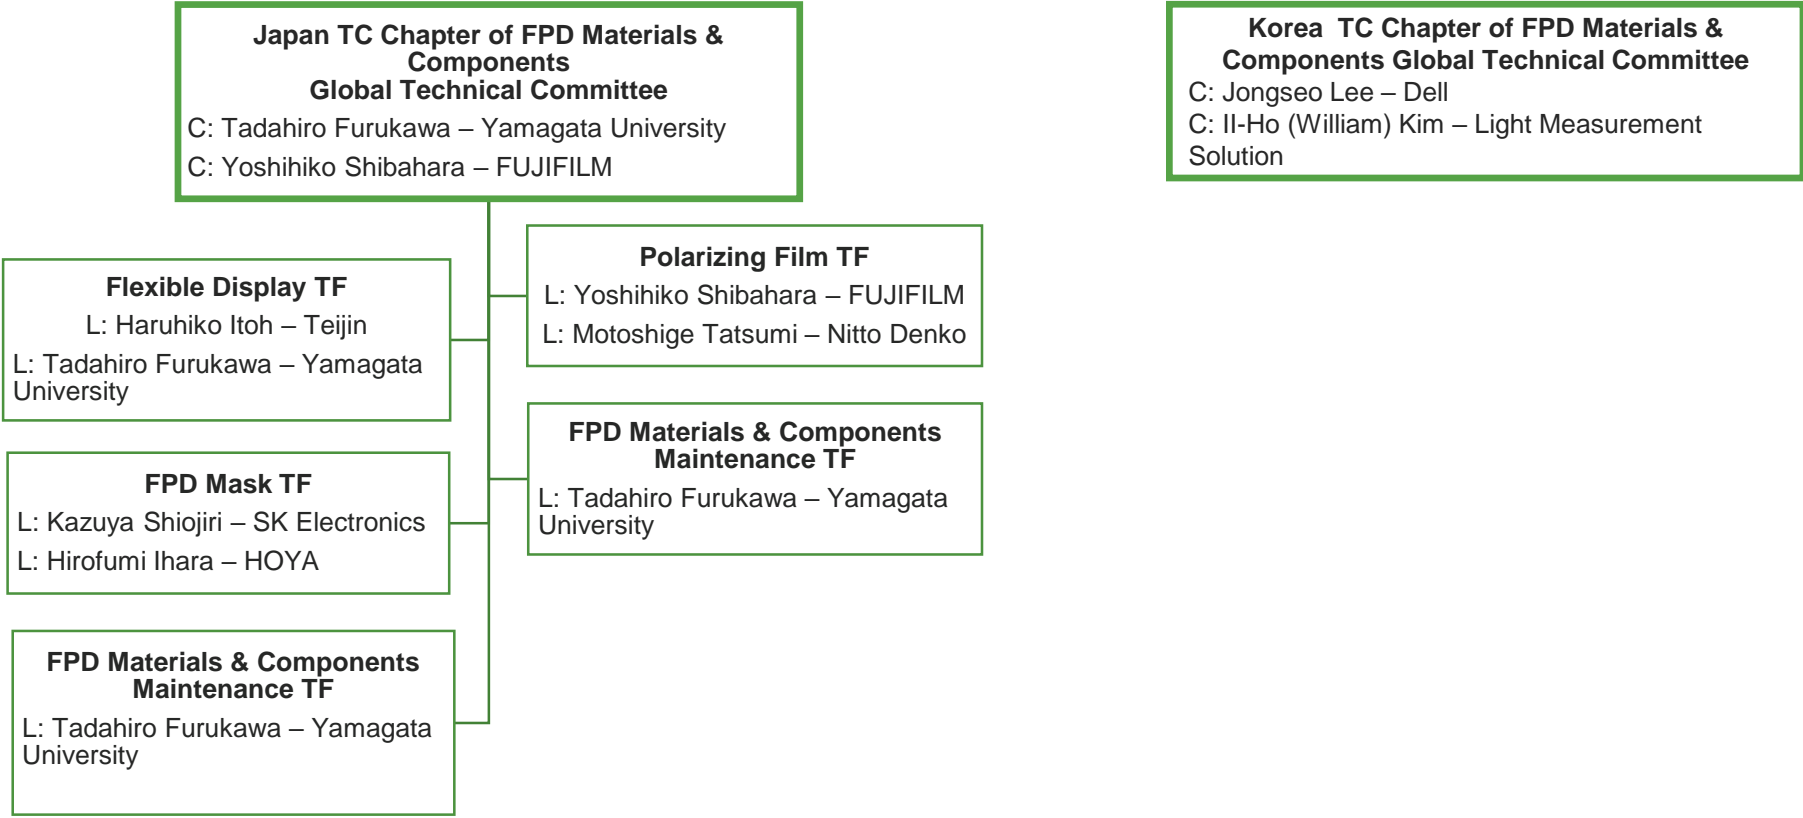 Japan TC Chapter of FPD Materials &
Components
Global Technical Committee
C: Tadahiro Furukawa – Yamagata University
C: Yoshihiko Shibahara – FUJIFILM
Korea  TC Chapter of FPD Materials &
Components Global Technical Committee
C: Jongseo Lee – Dell
C: II-Ho (William) Kim – Light Measurement
Solution
Flexible Display TF
L: Haruhiko Itoh – Teijin
L: Tadahiro Furukawa – Yamagata
University
Polarizing Film TF
L: Yoshihiko Shibahara – FUJIFILM
L: Motoshige Tatsumi – Nitto Denko
FPD Mask TF
L: Kazuya Shiojiri – SK Electronics
L: Hirofumi Ihara – HOYA
FPD Materials & Components
Maintenance TF
L: Tadahiro Furukawa – Yamagata
University
FPD Materials & Components
Maintenance TF
L: Tadahiro Furukawa – Yamagata
University